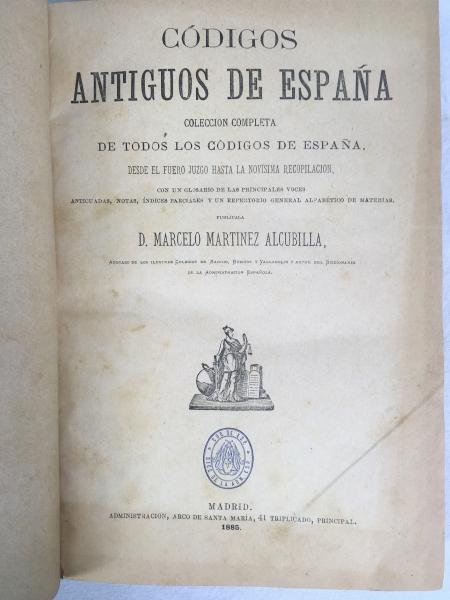 CÓDIGOS
ANTIGUOS DE ESPAÑA
COLECCION COMPLETA
DE TODOS LOS CÓDIGOS DE ESPAÑA,
DESDE EL FUERO JUZGO HASTA LA NOVÍSIMA RECOPILACION,
CON UN GLOSARIO DE LAS PRINCIPALES VOCES
ANTICUADAS, NOTAS, ÍNDICES PARCIALES Y UN REPERTORIO GENERAL ALFABÉTICO DE MATERIAS,
PUBLÍCALA
D. MARCELO MARTINEZ ALCUBILLA,
ABOGADO DE LOS ILUSTRES COLEGIOS DE MADRID, BURGOS Y VALLADOLID Y AUTOR DEL DICCIONARIO
DE LA ADMINISTRACION ESPAÑOLA.
MADRID.
ADMINISTRACION, ARCO DE SANTA MARÍA, 41 TRIPLICADO, PRINCIPAL.
1885.